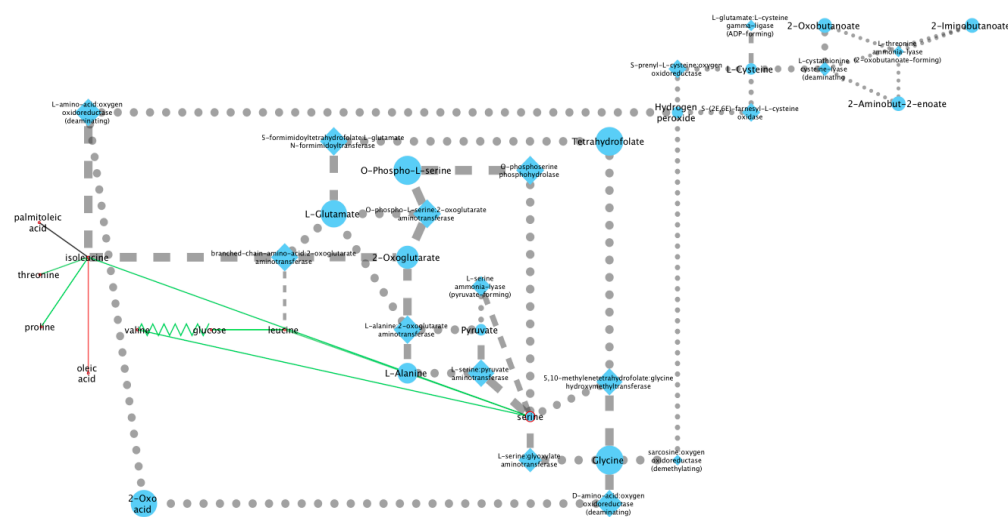 L-glutamate:L-cysteine
gamma-ligase
(ADP-forming)
2-Oxobutanoate
2-Iminobutanoate
L-threonine
ammonia-lyase
(2-oxobutanoate-forming)
S-prenyl-L-cysteine:oxygen
oxidoreductase
L-Cysteine
L-cystathionine
cysteine-lyase
(deaminating)
2-Aminobut-2-enoate
L-amino-acid:oxygen
oxidoreductase
(deaminating)
Hydrogen
peroxide
S-(2E,6E)-farnesyl-L-cysteine
oxidase
5-formimidoyltetrahydrofolate:L-glutamate
N-formimidoyltransferase
Tetrahydrofolate
O-Phospho-L-serine
O-phosphoserine
phosphohydrolase
palmitoleic
acid
L-Glutamate
O-phospho-L-serine:2-oxoglutarate
aminotransferase
isoleucine
branched-chain-amino-acid:2-oxoglutarate
aminotransferase
2-Oxoglutarate
threonine
L-serine
ammonia-lyase
(pyruvate-forming)
proline
valine
glucose
leucine
L-alanine:2-oxoglutarate
aminotransferase
Pyruvate
oleic
acid
L-Alanine
L-serine:pyruvate
aminotransferase
5,10-methylenetetrahydrofolate:glycine
hydroxymethyltransferase
serine
L-serine:glyoxylate
aminotransferase
Glycine
sarcosine:oxygen
oxidoreductase
(demethylating)
2-Oxo
acid
D-amino-acid:oxygen
oxidoreductase
(deaminating)